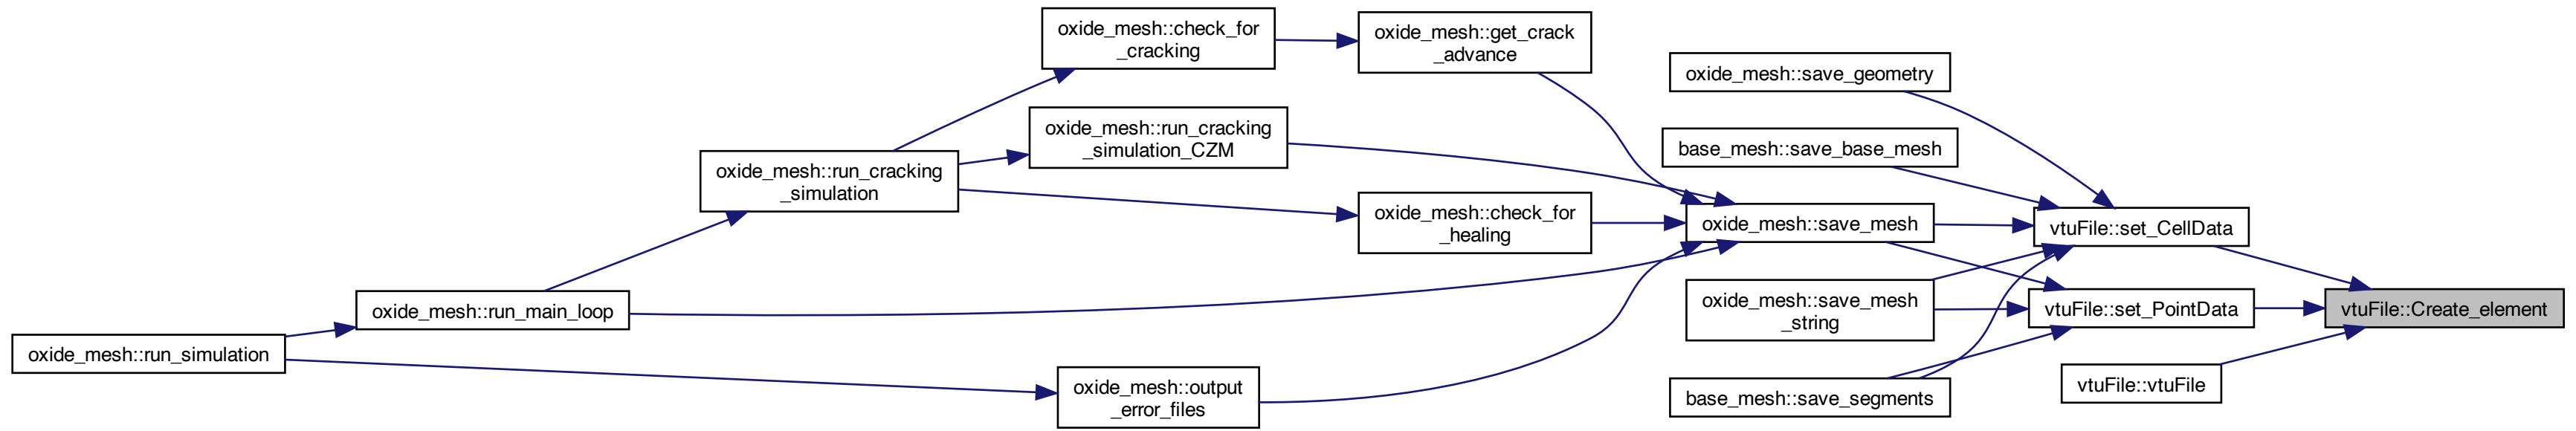 oxide_mesh::check_for
_cracking
oxide_mesh::get_crack
_advance
oxide_mesh::save_geometry
oxide_mesh::run_cracking
_simulation_CZM
base_mesh::save_base_mesh
oxide_mesh::run_cracking
_simulation
oxide_mesh::check_for
_healing
oxide_mesh::save_mesh
vtuFile::set_CellData
oxide_mesh::run_main_loop
oxide_mesh::save_mesh
_string
vtuFile::set_PointData
vtuFile::Create_element
oxide_mesh::run_simulation
oxide_mesh::output
_error_files
base_mesh::save_segments
vtuFile::vtuFile